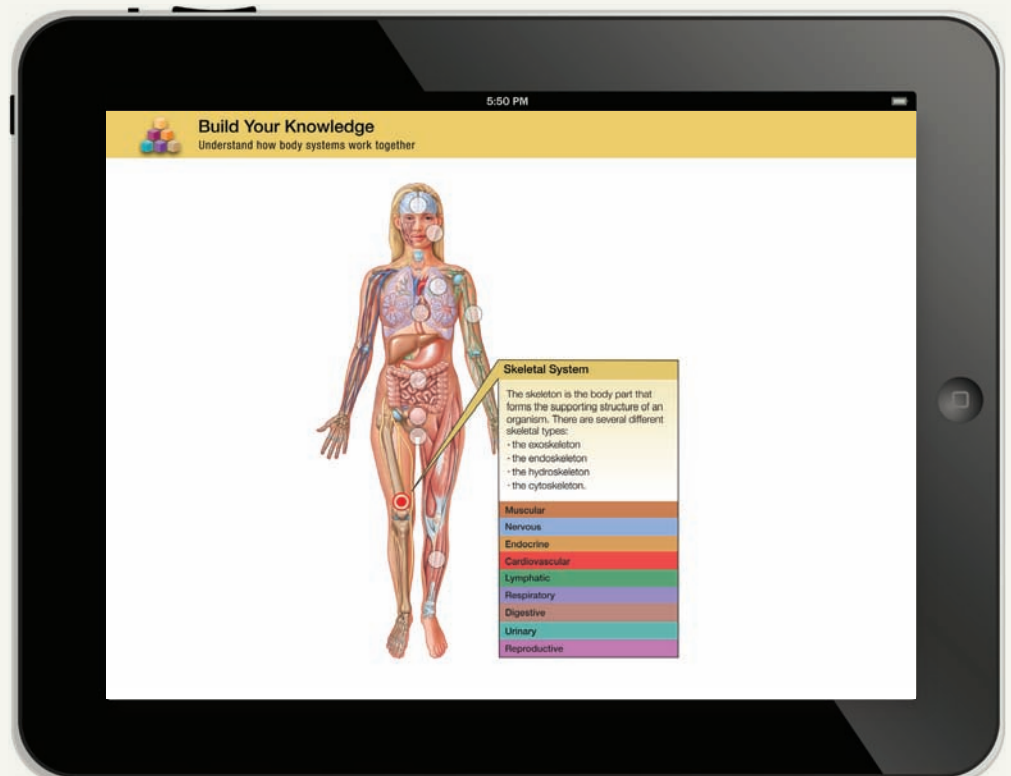 5:50 PM
Build Your Knowledge
Understand how body systems work together
Skeletal System
The skeleton is the body part that
forms the supporting structure of an
organism. There are several different
skeletal types:
· the exoskeleton
· the endoskeleton
· the hydroskeleton
· the cytoskeleton.
Muscular
Nervous
Endocrine
Cardiovascular
Lymphatic
Respiratory
Digestive
Urinary
Reproductive